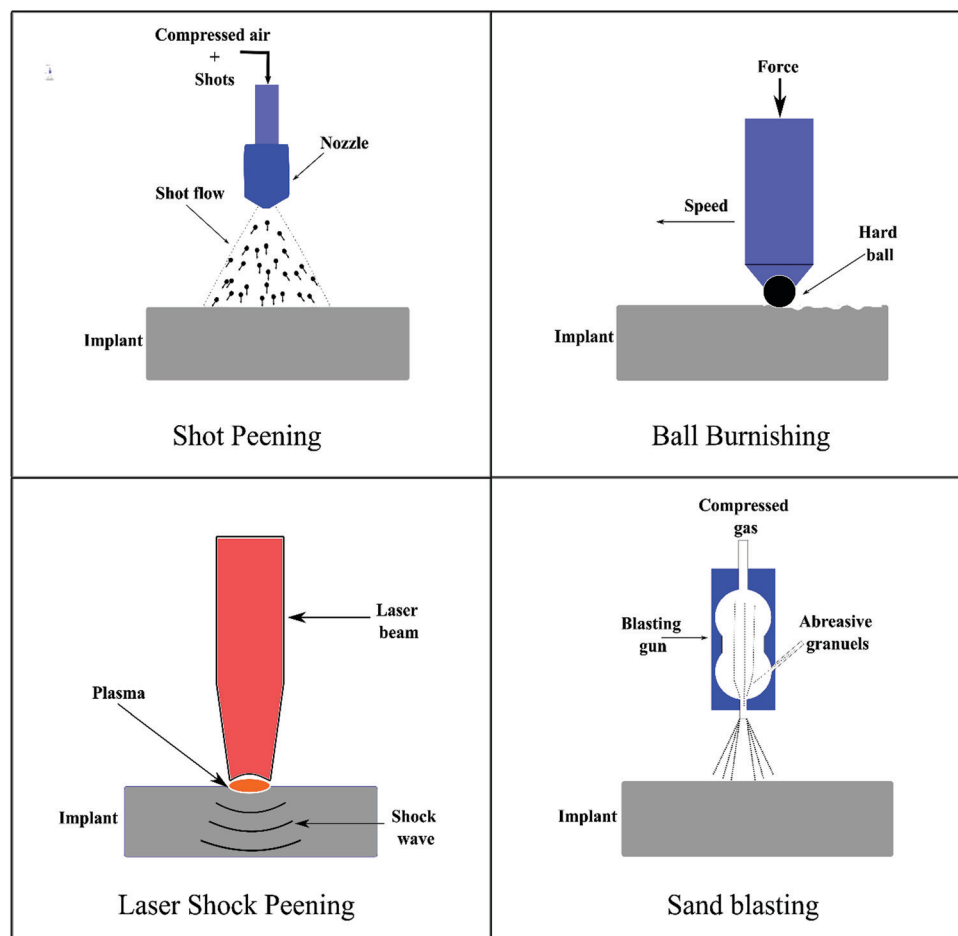 Compressed air
+
Shots
Nozzle
Shot flow
Implant
Shot Peening
Force
Speed
Hard
ball
Implant
Ball Burnishing
Laser
beam
Plasma
Implant
Shock
wave
Laser Shock Peening
Compressed
gas
Blasting
gun
Abreasive
granuels
Implant
Sand blasting